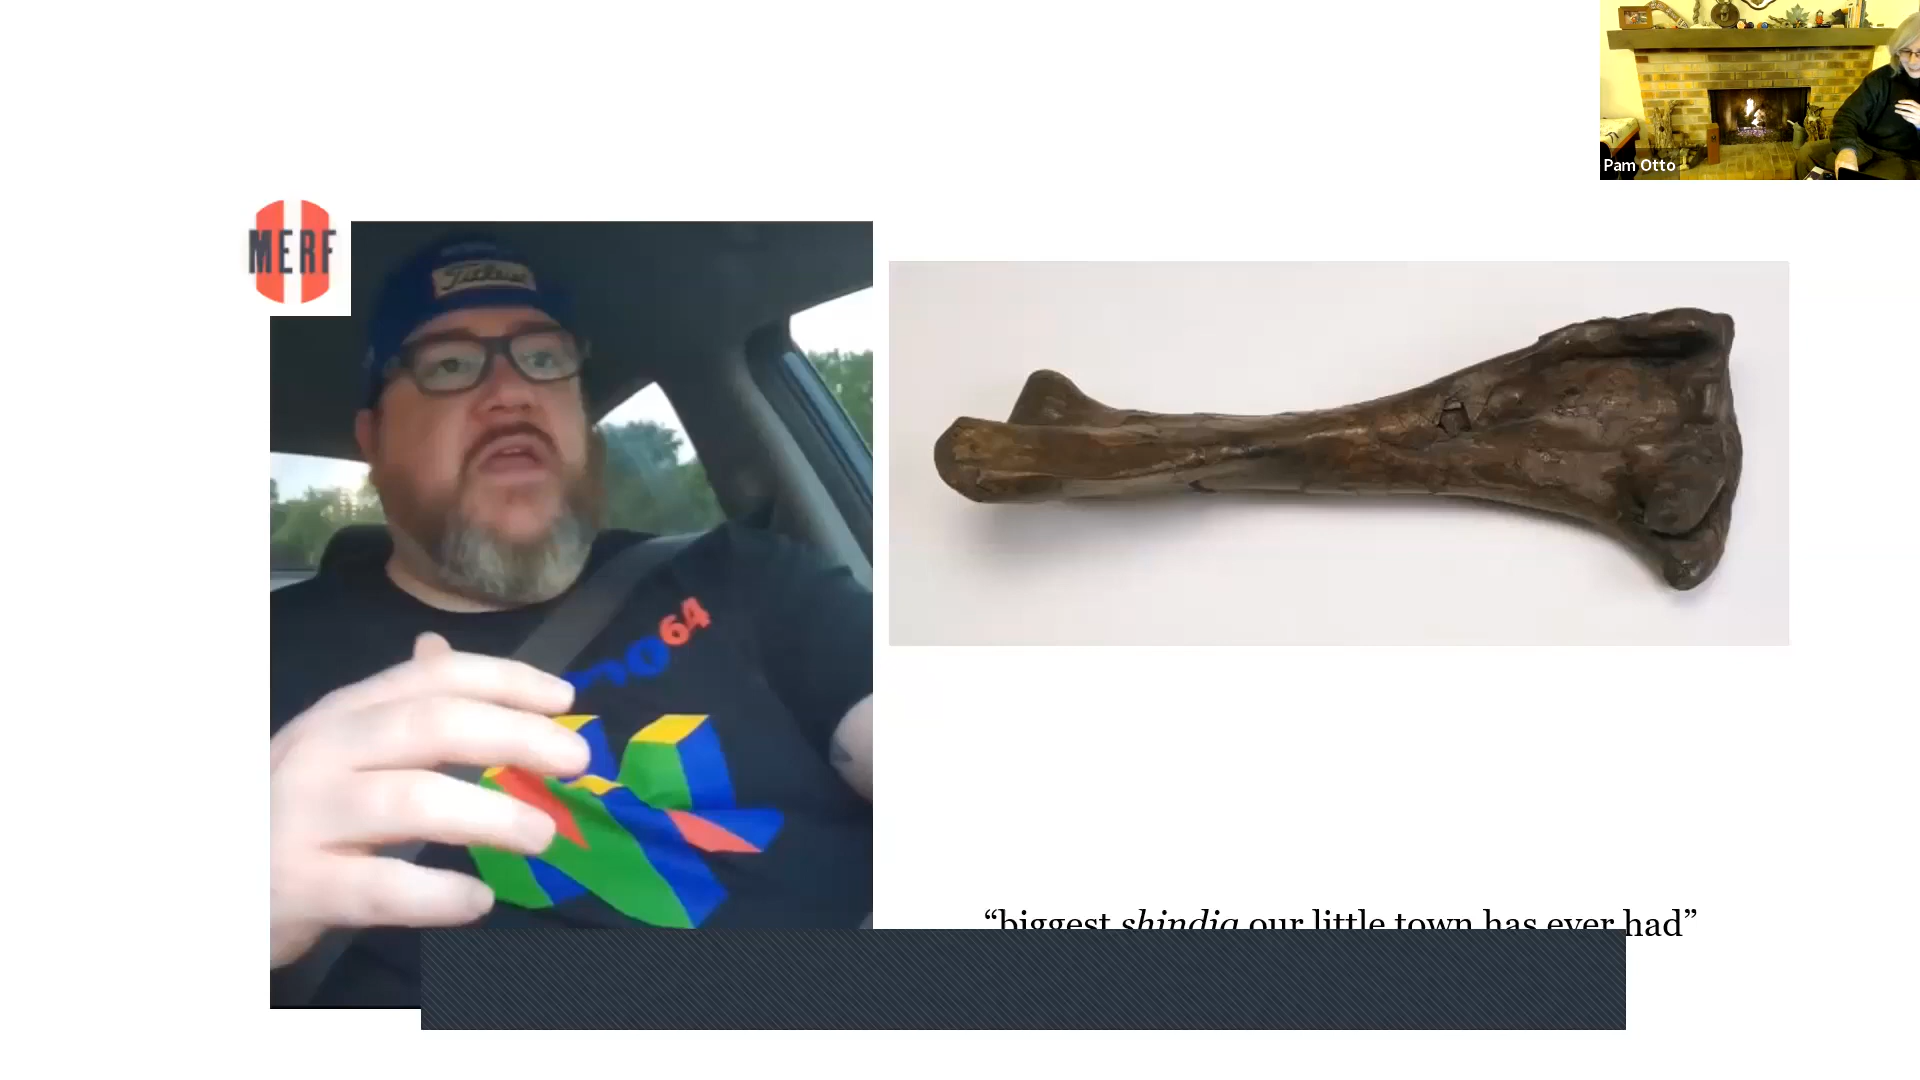 Pam Otto
MERF
Titleist
64
“biggest shindig our little town has ever had”